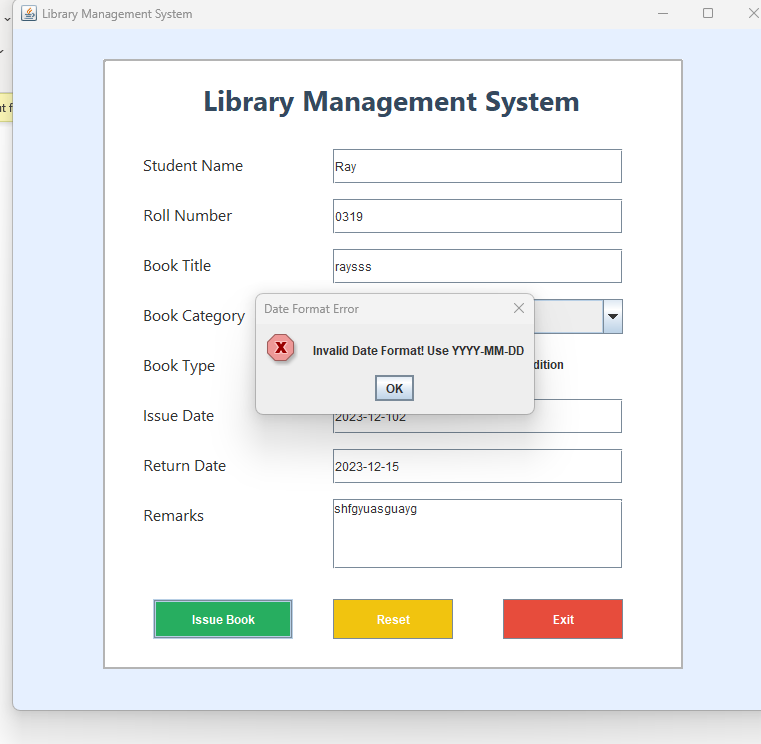 Library Management System
Library Management System
Student Name
Ray
Roll Number
0319
Book Title
raysss
Book Category
Date Format Error
Invalid Date Format! Use YYYY-MM-DD
OK
Book Type
dition
Issue Date
2023-12-102
Return Date
2023-12-15
Remarks
shfgyuasguayg
Issue Book
Reset
Exit